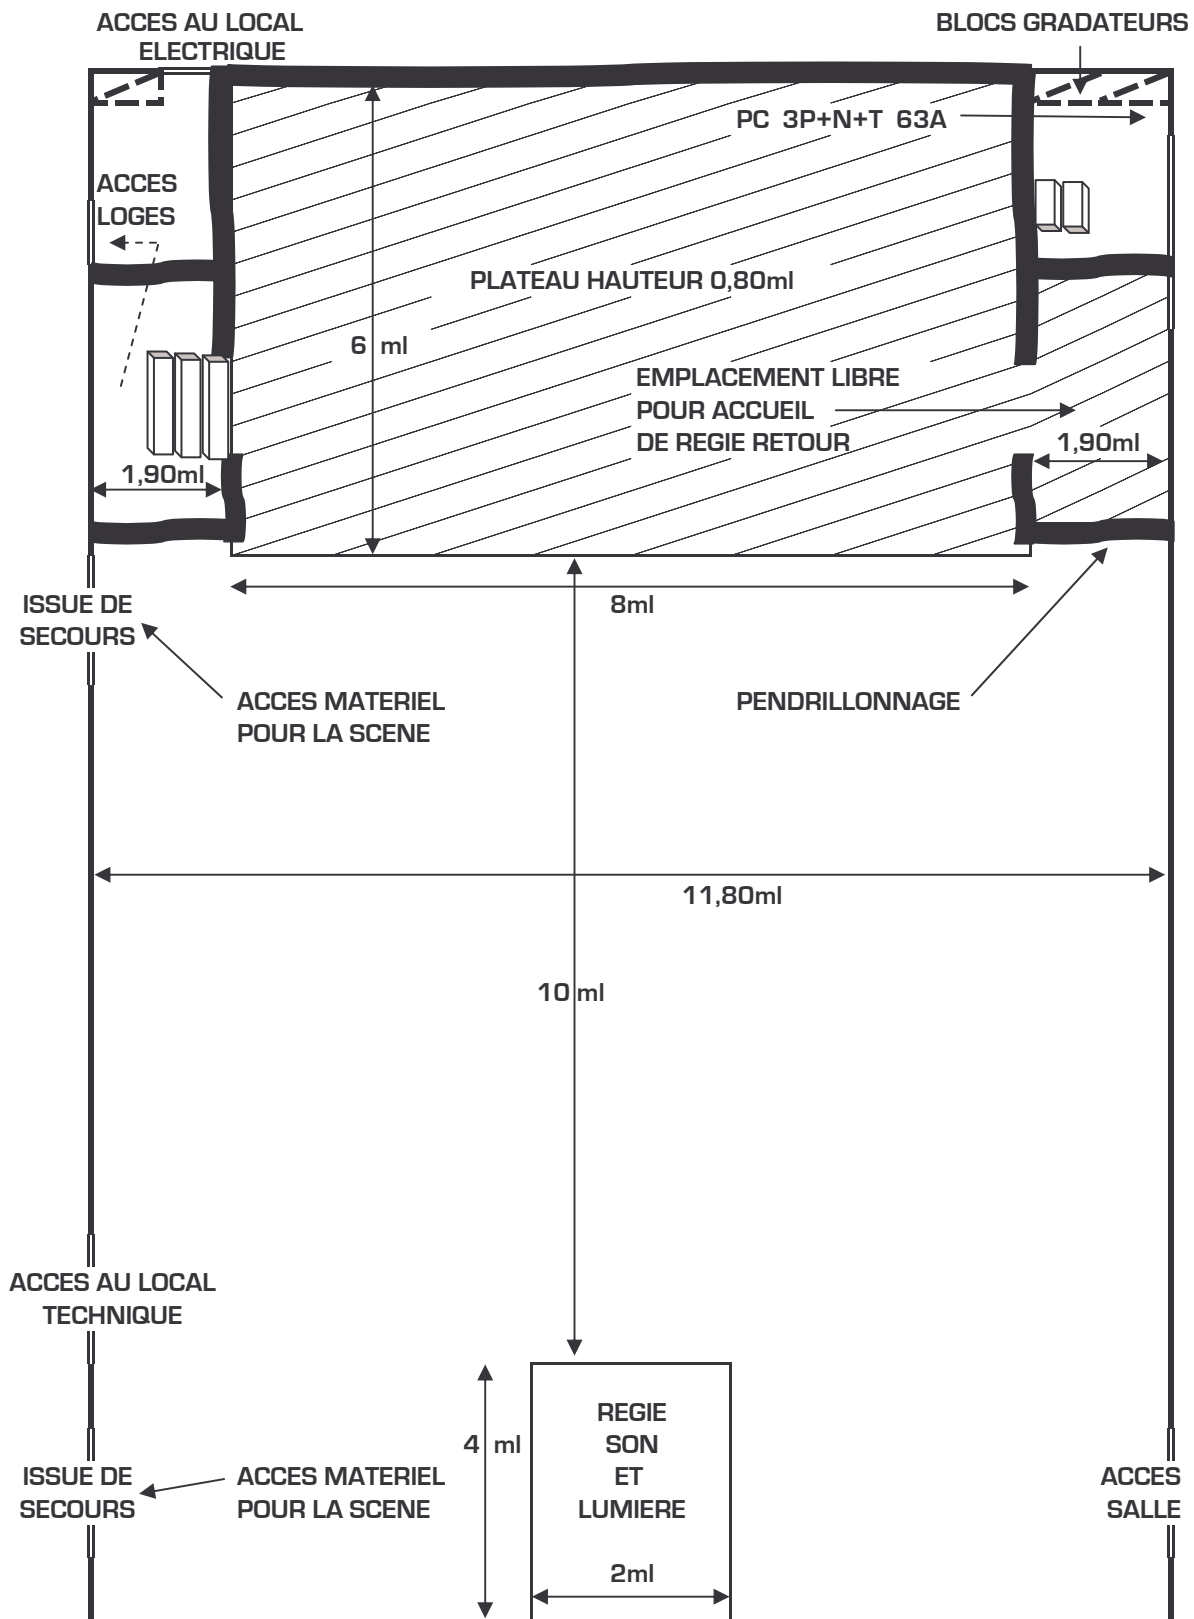 ACCES AU LOCAL
ELECTRIQUE
BLOCS GRADATEURS
PC 3P+N+T 63A
ACCES
LOGES
PLATEAU HAUTEUR 0,80ml
6 ml
EMPLACEMENT LIBRE
POUR ACCUEIL
DE REGIE RETOUR
1,90ml
1,90ml
8ml
ISSUE DE
SECOURS
ACCES MATERIEL
POUR LA SCENE
PENDRILLONNAGE
11,80ml
10 ml
ACCES AU LOCAL
TECHNIQUE
REGIE
SON
ET
LUMIERE
4 ml
ISSUE DE
SECOURS
ACCES MATERIEL
POUR LA SCENE
ACCES
SALLE
2ml